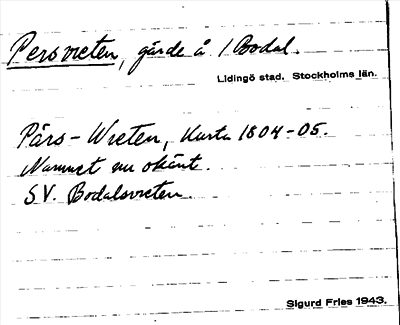 Persvreten, gärde å 1 Bodal.
Lidingö stad. Stockholms län.
Pärs-Wreten, Karta 1804-05.
Namnet nu okänt.
SV. Bodalsvreten.
Sigurd Fries 1943.